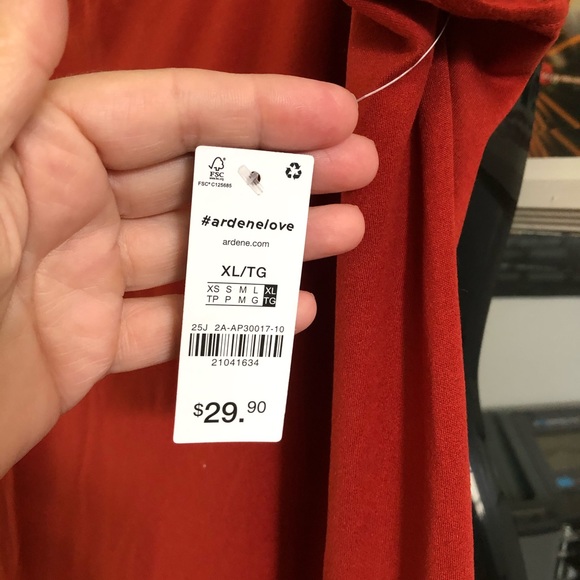 FSC
FSC® C125685
#ardenelove
ardene.com
XL/TG
XS S M L XL
TP P M G TG
25J 2A-AP30017-10
21041634
$29.90